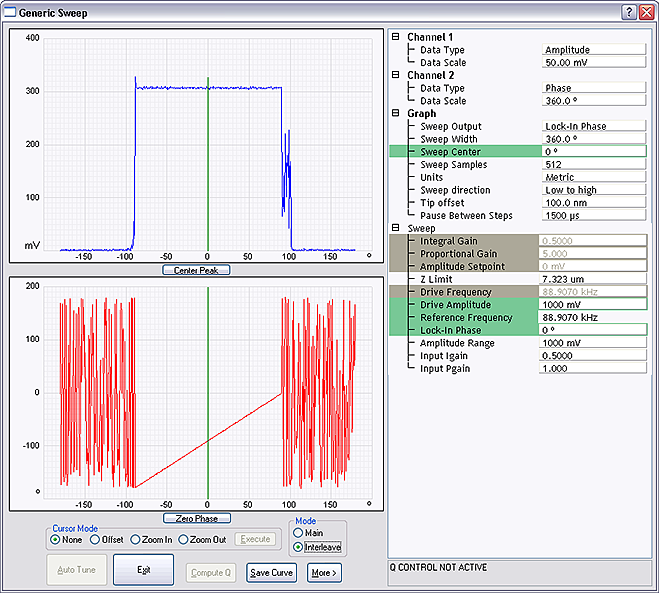 Generic Sweep
400
300
200
100
mV
-150 -100 -50 0 50 100 150 º
Center Peak
200
100
0
-100
º
-150 -100 -50 0 50 100 150 º
Zero Phase
Cursor Mode
None Offset Zoom In Zoom Out Execute
Mode
Main
Interleave
Auto Tune Exit Compute Q Save Curve More >
Channel 1
Data Type Amplitude
Data Scale 50.00 mV
Channel 2
Data Type Phase
Data Scale 360.0 º
Graph
Sweep Output Lock-In Phase
Sweep Width 360.0 º
Sweep Center 0 º
Sweep Samples 512
Units Metric
Sweep direction Low to high
Tip offset 100.0 nm
Pause Between Steps 1500 µs
Sweep
Integral Gain 0.5000
Proportional Gain 5.000
Amplitude Setpoint 0 mV
Z Limit 7.323 um
Drive Frequency 88.9070 kHz
Drive Amplitude 1000 mV
Reference Frequency 88.9070 kHz
Lock-In Phase 0 º
Amplitude Range 1000 mV
Input Igain 0.5000
Input Pgain 1.000
Q CONTROL NOT ACTIVE